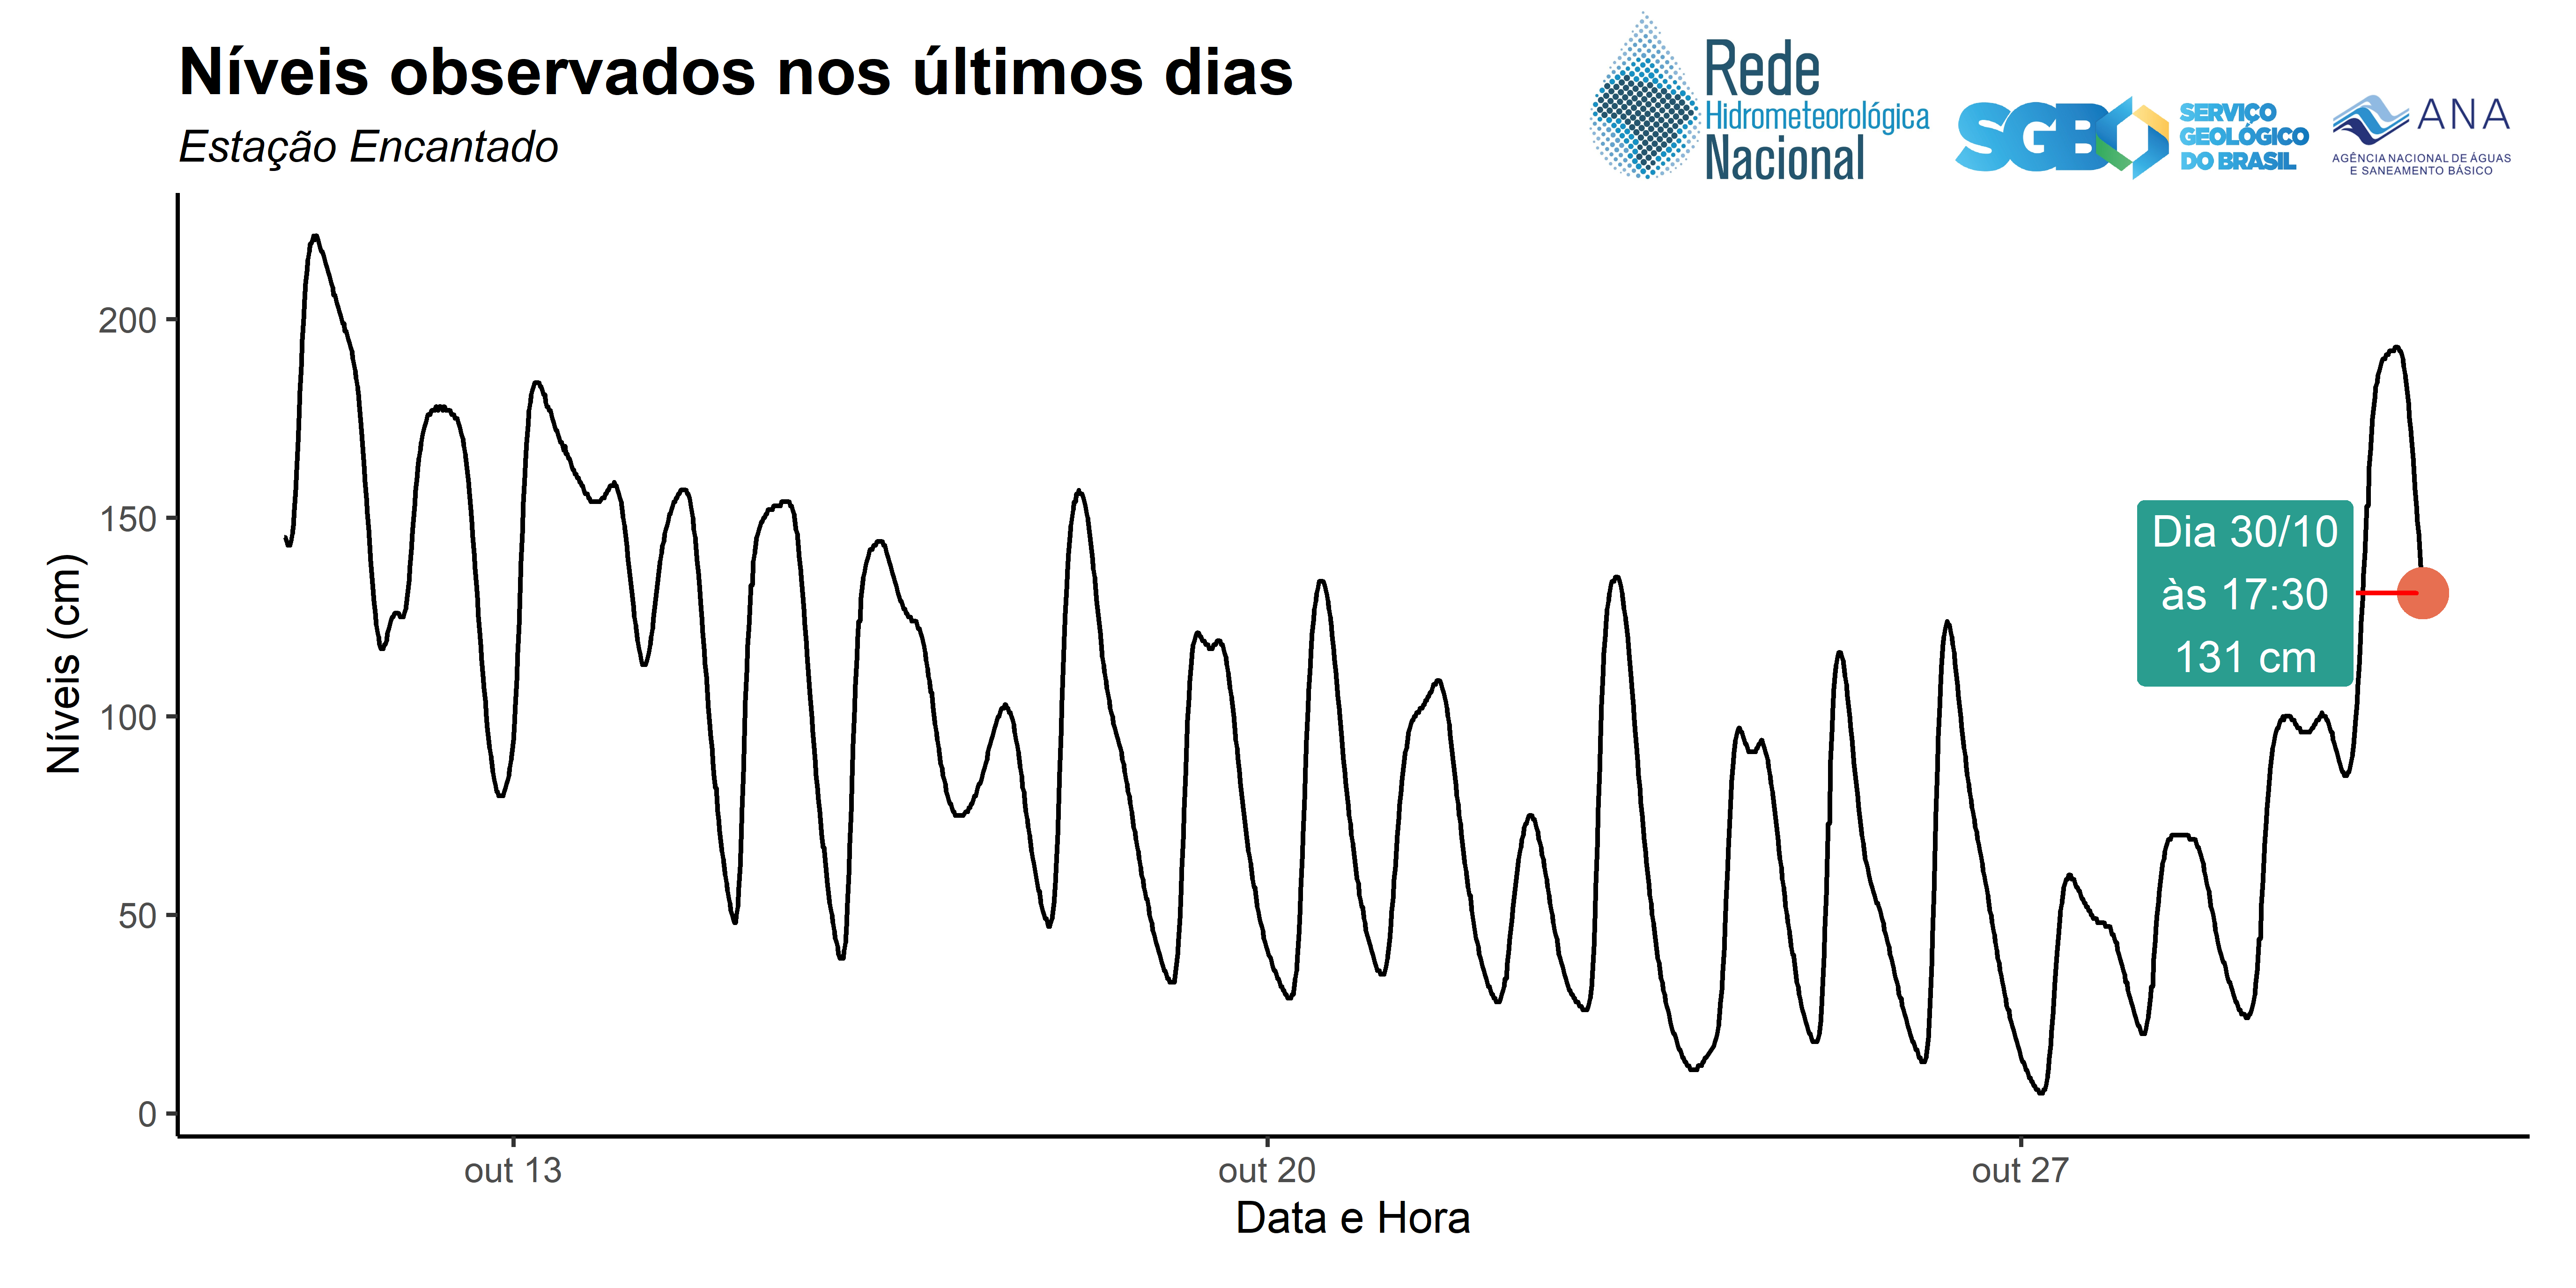 Níveis observados nos últimos dias
Estação Encantado
Rede
Hidrometeorológica
Nacional
SGB
SERVIÇO
GEOLÓGICO
DO BRASIL
ANA
AGÊNCIA NACIONAL DE ÁGUAS
E SANEAMENTO BÁSICO
Níveis (cm)
200
150
100
50
0
Dia 30/10
às 17:30
131 cm
out 13
out 20
out 27
Data e Hora